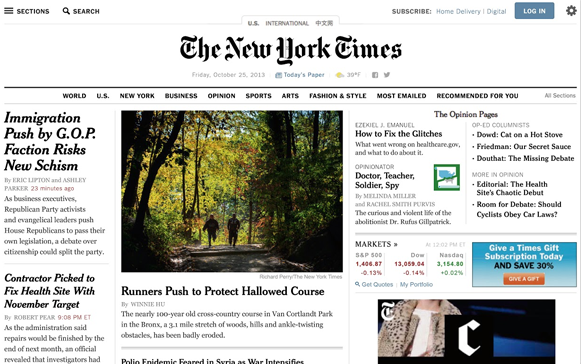 SECTIONS
SEARCH
U.S. INTERNATIONAL 中文网
SUBSCRIBE: Home Delivery | Digital
LOG IN
The New York Times
Friday, October 25, 2013
Today's Paper
39°F
WORLD U.S. NEW YORK BUSINESS OPINION SPORTS ARTS FASHION & STYLE MOST EMAILED RECOMMENDED FOR YOU
All Sections
Immigration
Push by G.O.P.
Faction Risks
New Schism
By ERIC LIPTON and ASHLEY
PARKER 23 minutes ago
As business executives,
Republican Party activists
and evangelical leaders push
House Republicans to pass their
own legislation, a debate over
citizenship could split the party.
Contractor Picked to
Fix Health Site With
November Target
By ROBERT PEAR 9:08 PM ET
As the administration said
repairs would be finished by the
end of next month, an official
revealed that investigators had
Richard Perry/The New York Times
Runners Push to Protect Hallowed Course
By WINNIE HU
The nearly 100-year old cross-country course in Van Cortlandt Park
in the Bronx, a 3.1 mile stretch of woods, hills and ankle-twisting
obstacles, has been badly eroded.
Polio Epidemic Feared in Syria as War Intensifies
The Opinion Pages
EZEKIEL J. EMANUEL
How to Fix the Glitches
What went wrong on healthcare.gov,
and what to do about it.
OPINIONATOR
Doctor, Teacher,
Soldier, Spy
By MELINDA MILLER
and RACHEL SMITH PURVIS
The curious and violent life of the
abolitionist Dr. Rufus Gillpatrick.
OP-ED COLUMNISTS
• Dowd: Cat on a Hot Stove
• Friedman: Our Secret Sauce
• Douthat: The Missing Debate
MORE IN OPINION
• Editorial: The Health
Site's Chaotic Debut
• Room for Debate: Should
Cyclists Obey Car Laws?
MARKETS »
At 12:02 PM ET
S&P 500 Dow Nasdaq
1,406.87 13,059.04 3,154.80
-0.13% -0.14% +0.02%
Get Quotes | My Portfolio
Give a Times Gift
Subscription Today
AND SAVE 30%
GIVE A GIFT